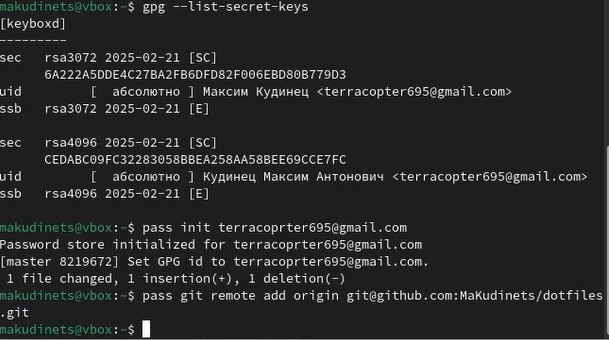 makudinets@vbox:~$ gpg --list-secret-keys
[keyboxd]
---------
sec   rsa3072 2025-02-21 [SC]
      6A222A5DDE4C27BA2FB6DFD82F006EBD80B779D3
uid         [  абсолютно ] Максим Кудинец <terracopter695@gmail.com>
ssb   rsa3072 2025-02-21 [E]

sec   rsa4096 2025-02-21 [SC]
      CEDABC09FC32283058BBEA258AA58BEE69CCE7FC
uid         [  абсолютно ] Кудинец Максим Антонович <terracopter695@gmail.com>
ssb   rsa4096 2025-02-21 [E]

makudinets@vbox:~$ pass init terracoprter695@gmail.com
Password store initialized for terracoprter695@gmail.com
[master 8219672] Set GPG id to terracoprter695@gmail.com.
 1 file changed, 1 insertion(+), 1 deletion(-)
makudinets@vbox:~$ pass git remote add origin git@github.com:MaKudinets/dotfiles
.git
makudinets@vbox:~$